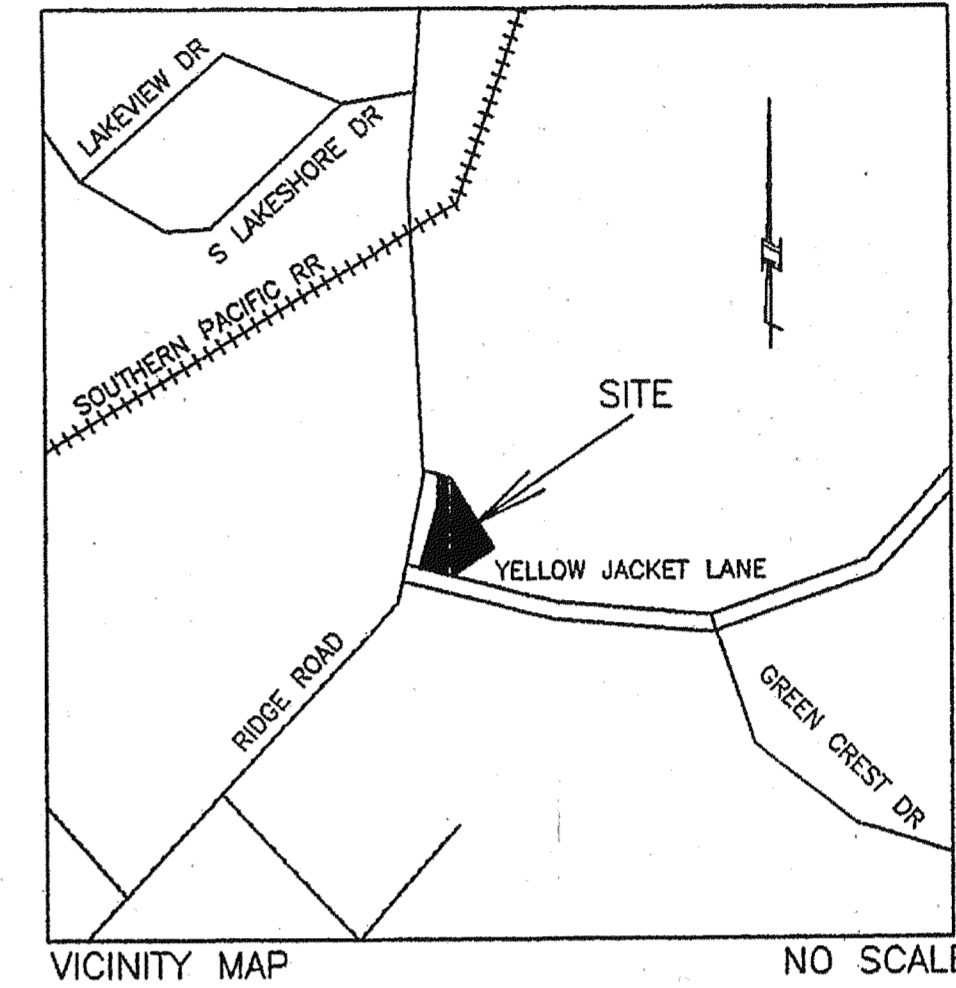 LAKEVIEW DR
S LAKESHORE DR
SOUTHERN PACIFIC RR
SITE
YELLOW JACKET LANE
RIDGE ROAD
GREEN CREST DR
VICINITY MAP
NO SCALE